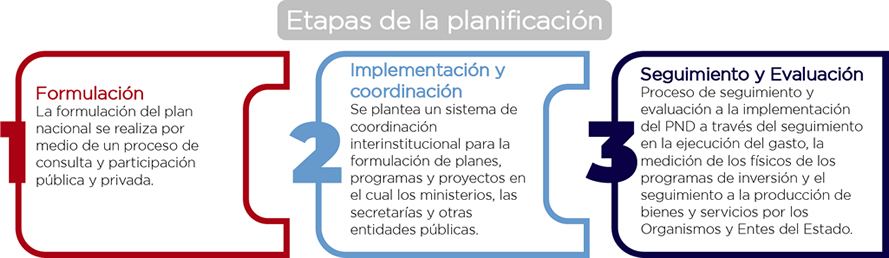 Etapas de la planificación
1
Formulación
La formulación del plan
nacional se realiza por
medio de un proceso de
consulta y participación
pública y privada.
2
Implementación y
coordinación
Se plantea un sistema de
coordinación
interinstitucional para la
formulación de planes,
programas y proyectos en
el cual los ministerios, las
secretarías y otras
entidades públicas.
3
Seguimiento y Evaluación
Proceso de seguimiento y
evaluación a la implementación
del PND a través del seguimiento
en la ejecución del gasto, la
medición de los físicos de los
programas de inversión y el
seguimiento a la producción de
bienes y servicios por los
Organismos y Entes del Estado.